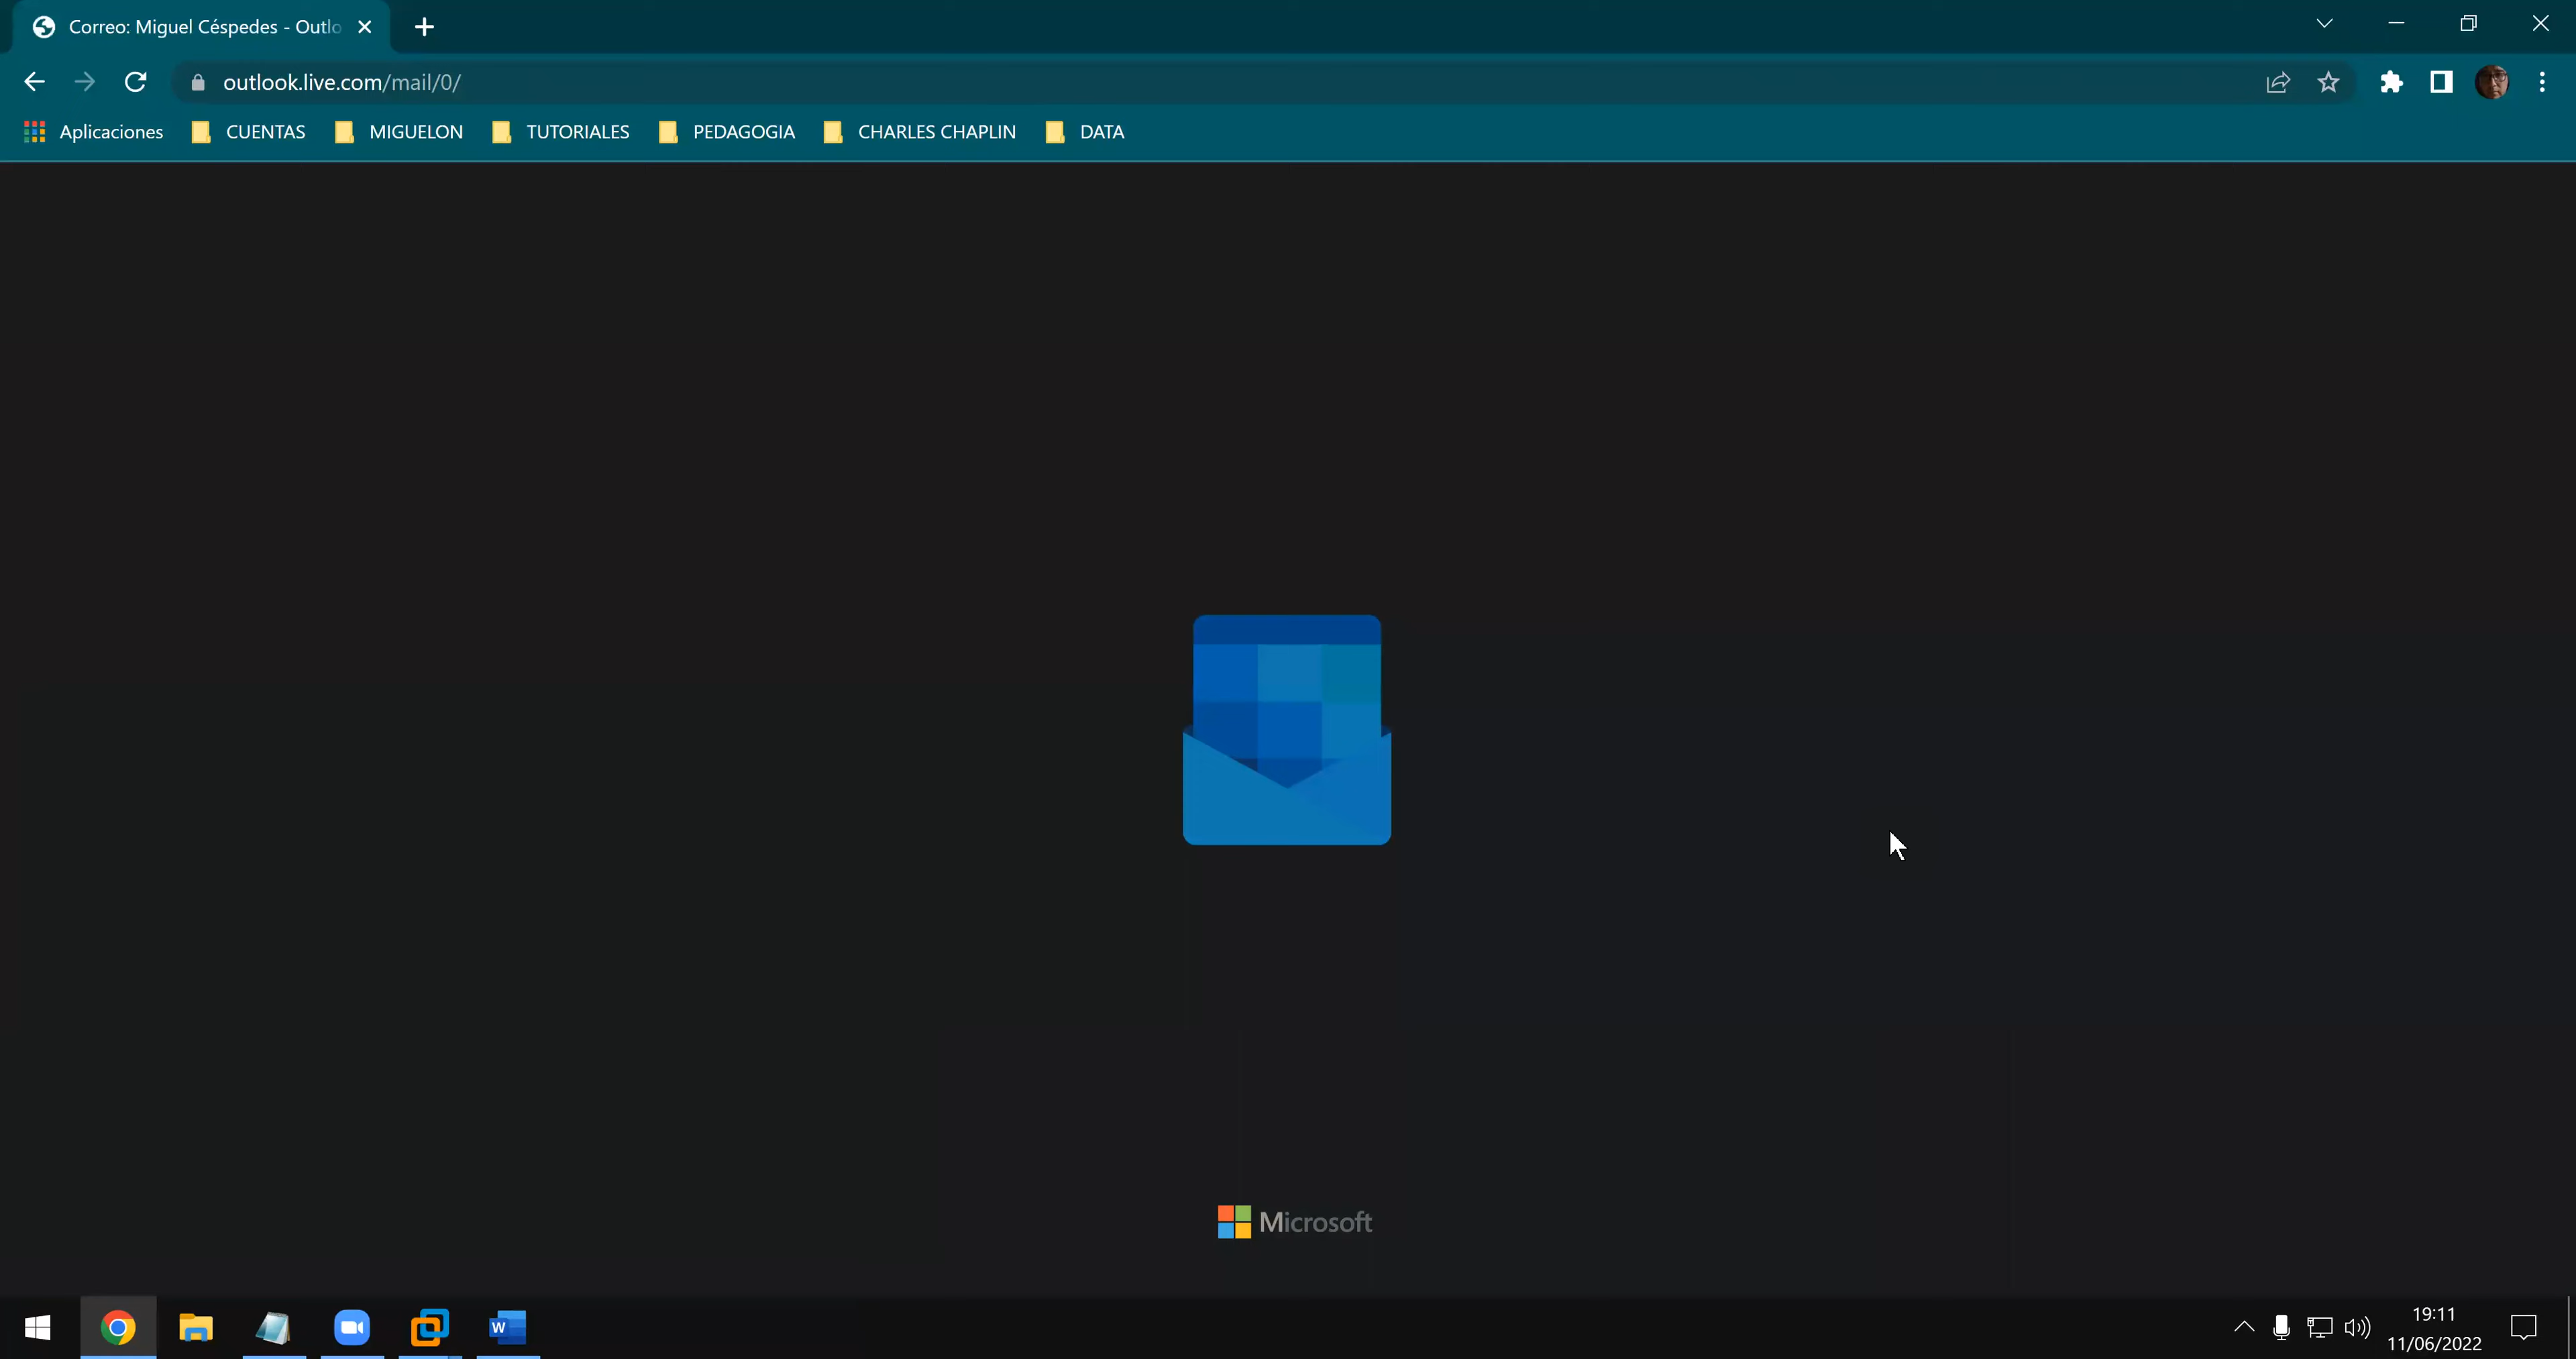 Correo: Miguel Céspedes - Outlo
outlook.live.com/mail/0/
Aplicaciones CUENTAS MIGUELON TUTORIALES PEDAGOGIA CHARLES CHAPLIN DATA
Microsoft
W
19:11
11/06/2022